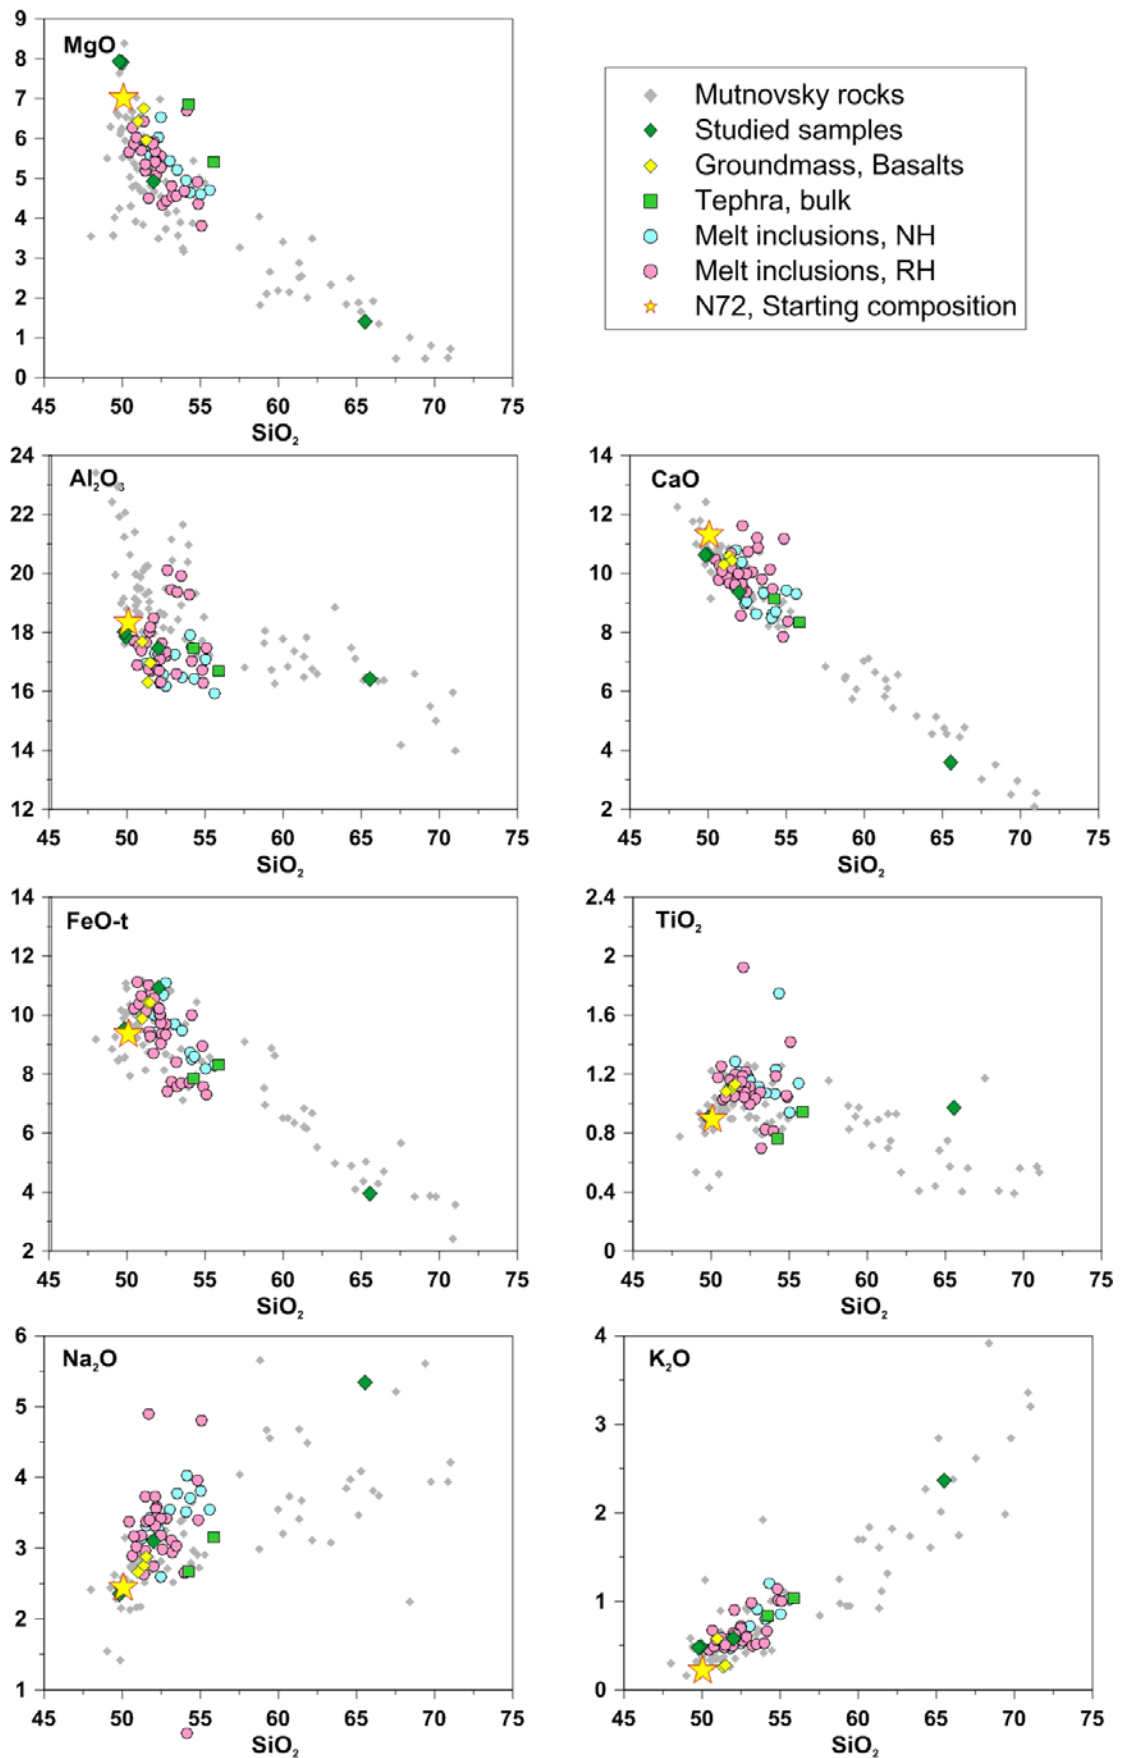 MgO
9
8
7
6
5
4
3
2
1
0
45 50 55 60 65 70 75
SiO₂
Mutnovsky rocks
Studied samples
Groundmass, Basalts
Tephra, bulk
Melt inclusions, NH
Melt inclusions, RH
N72, Starting composition
Al₂O₃
24
22
20
18
16
14
12
45 50 55 60 65 70 75
SiO₂
CaO
14
12
10
8
6
4
2
45 50 55 60 65 70 75
SiO₂
FeO-t
14
12
10
8
6
4
2
45 50 55 60 65 70 75
SiO₂
TiO₂
2.4
2
1.6
1.2
0.8
0.4
0
45 50 55 60 65 70 75
SiO₂
Na₂O
6
5
4
3
2
1
45 50 55 60 65 70 75
SiO₂
K₂O
4
3
2
1
0
45 50 55 60 65 70 75
SiO₂